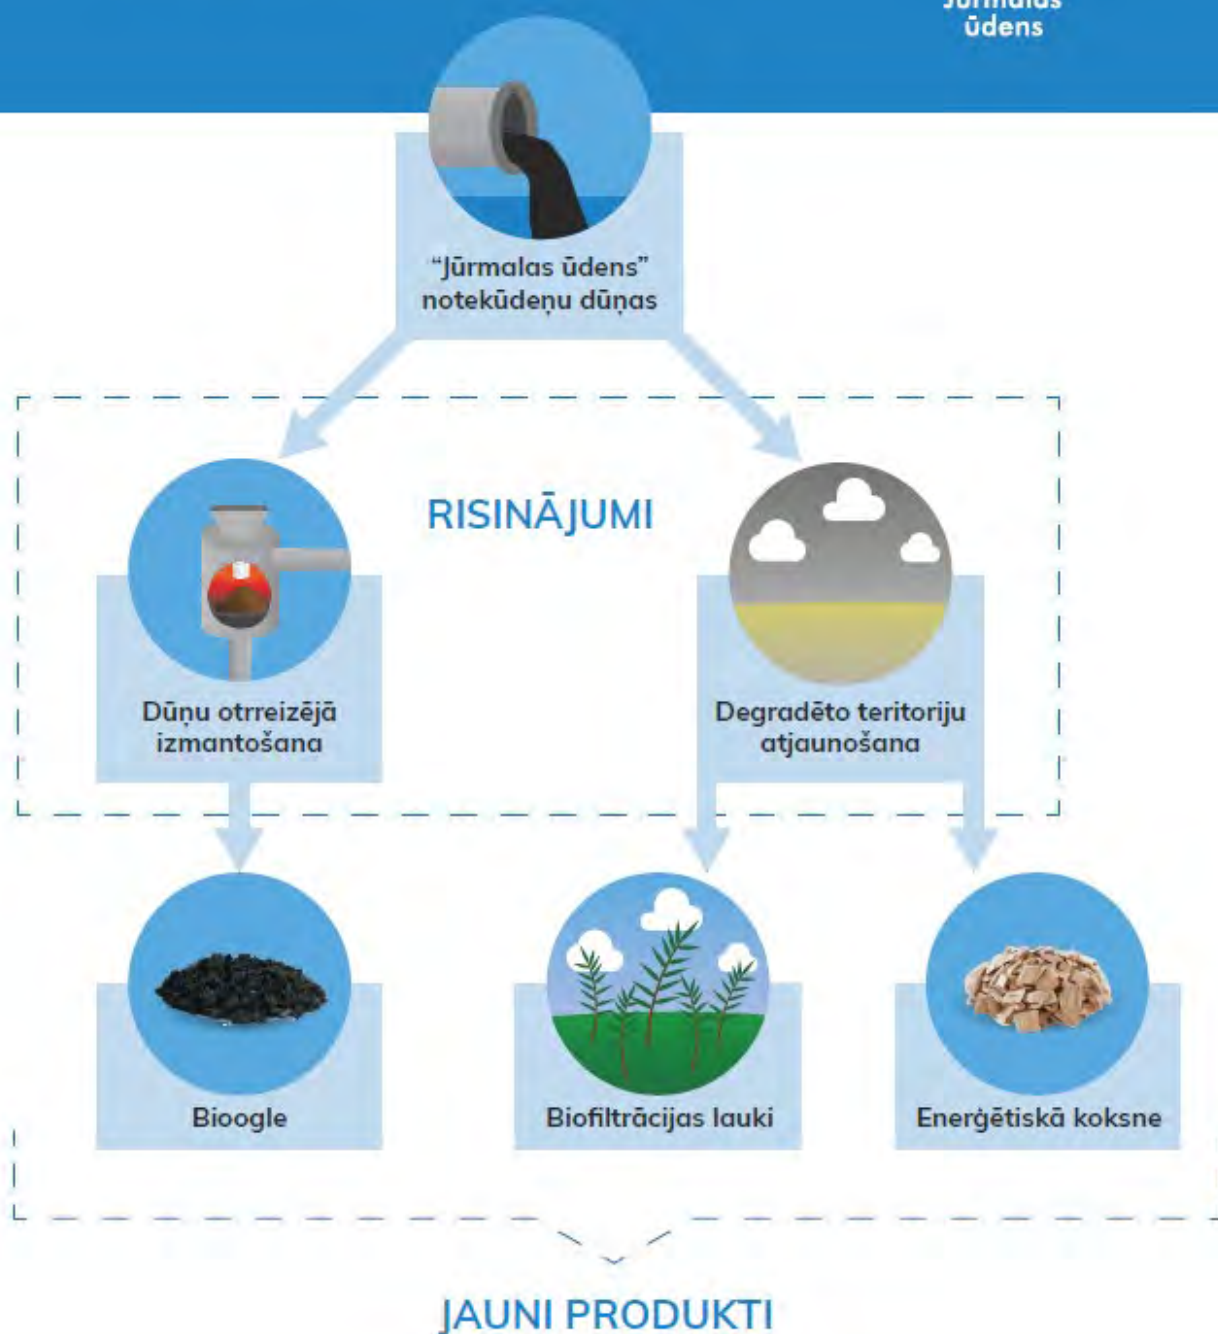 Jūrmalas
ūdens
“Jūrmalas ūdens”
notekūdeņu dūņas
RISINĀJUMI
Dūņu otrreizējā
izmantošana
Degradēto teritoriju
atjaunošana
Bioogle
Biofiltrācijas lauki
Enerģētiskā koksne
JAUNI PRODUKTI